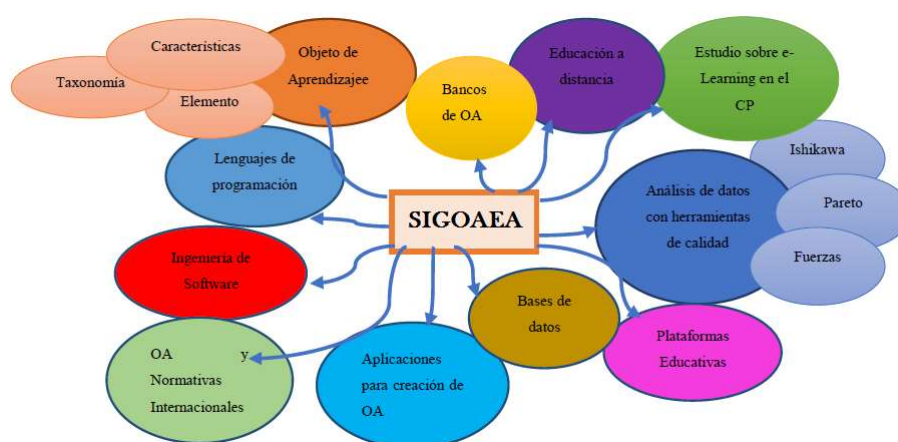 Características
Taxonomía
Elemento
Objeto de
Aprendizajee
Bancos
de OA
Educación a
distancia
Estudio sobre e-
Learning en el
CP
Lenguajes de
programación
SIGOAEA
Análisis de datos
con herramientas
de calidad
Ishikawa
Pareto
Fuerzas
Ingeniería de
Software
OA y
Normativas
Internacionales
Aplicaciones
para creación de
OA
Bases de
datos
Plataformas
Educativas